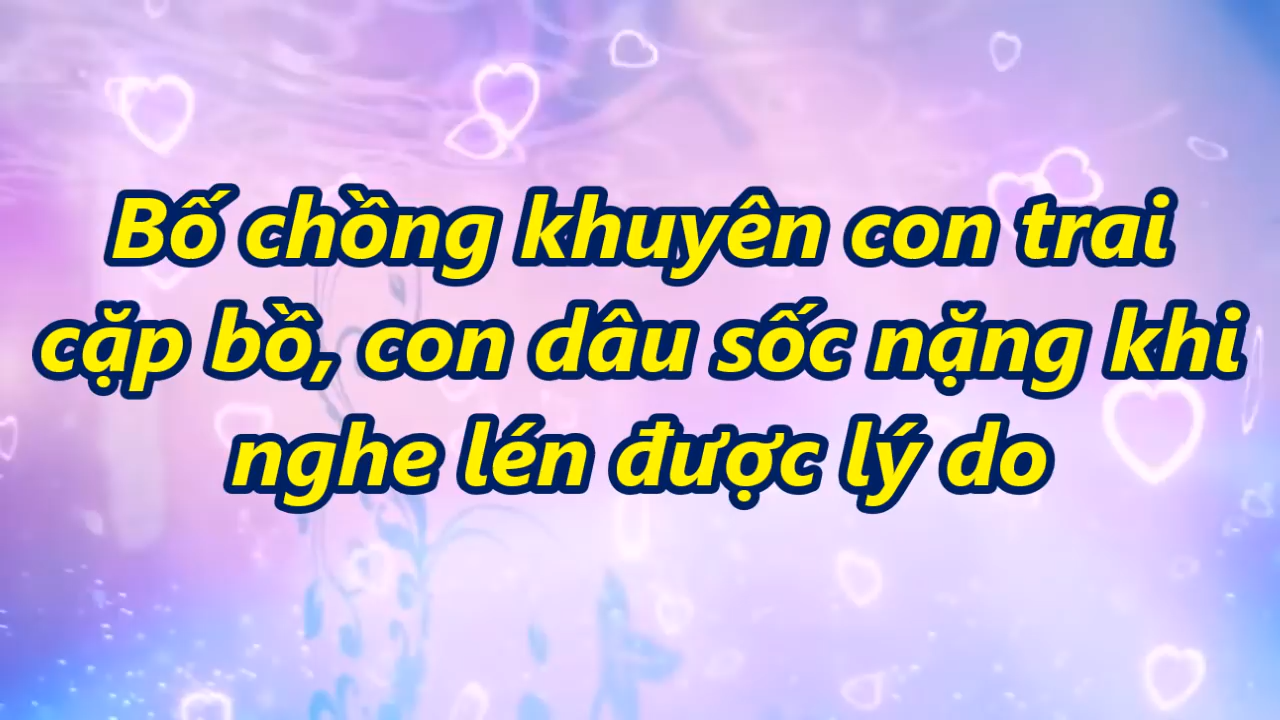 Bố chồng khuyên con trai
cặp bồ, con dâu sốc nặng khi
nghe lén được lý do